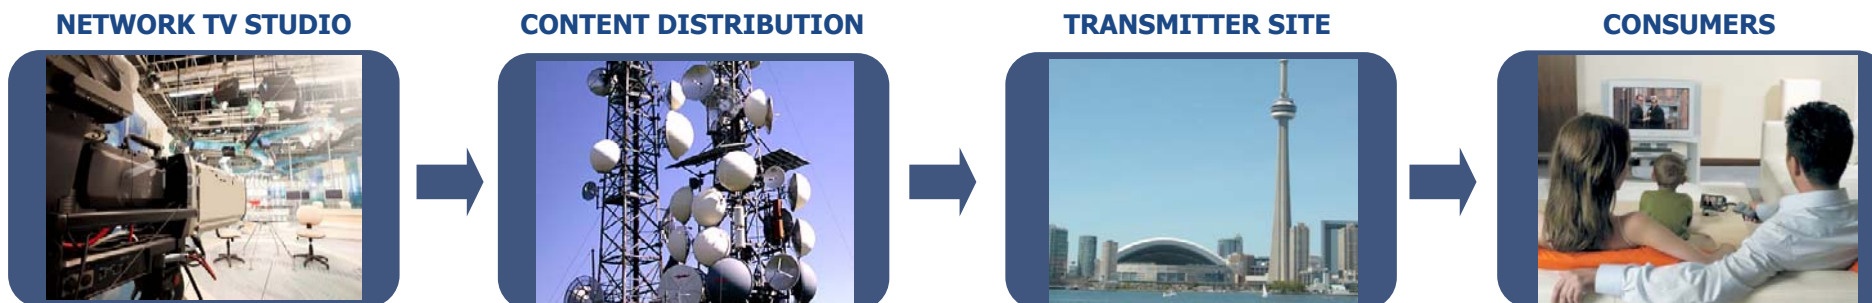 NETWORK TV STUDIO
CONTENT DISTRIBUTION
TRANSMITTER SITE
CONSUMERS